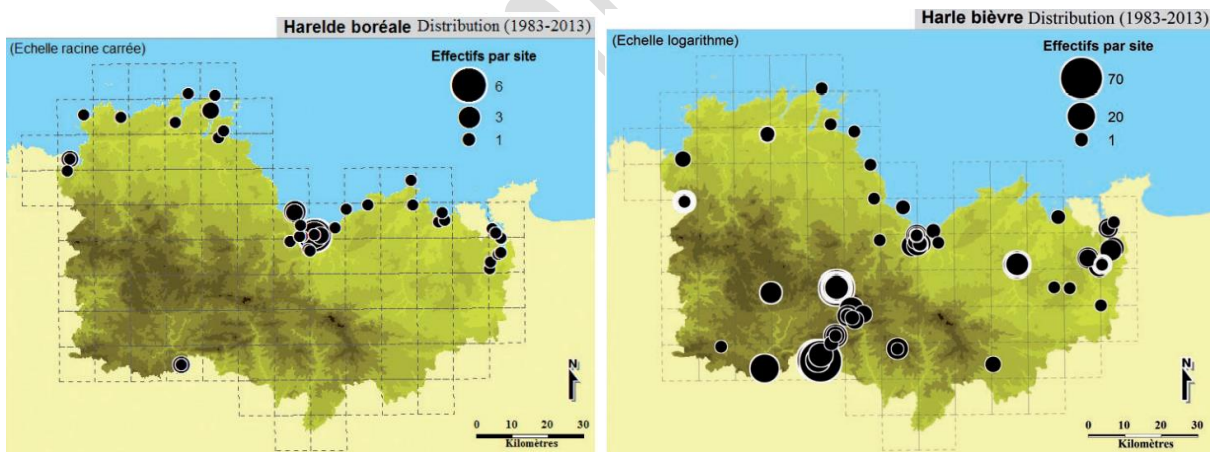 Harelde boréale Distribution (1983-2013)
(Echelle racine carrée)
Effectifs par site
6
3
1
N
0 10 20 30
Kilomètres
Harle bièvre Distribution (1983-2013)
(Echelle logarithme)
Effectifs par site
70
20
1
N
0 10 20 30
Kilomètres